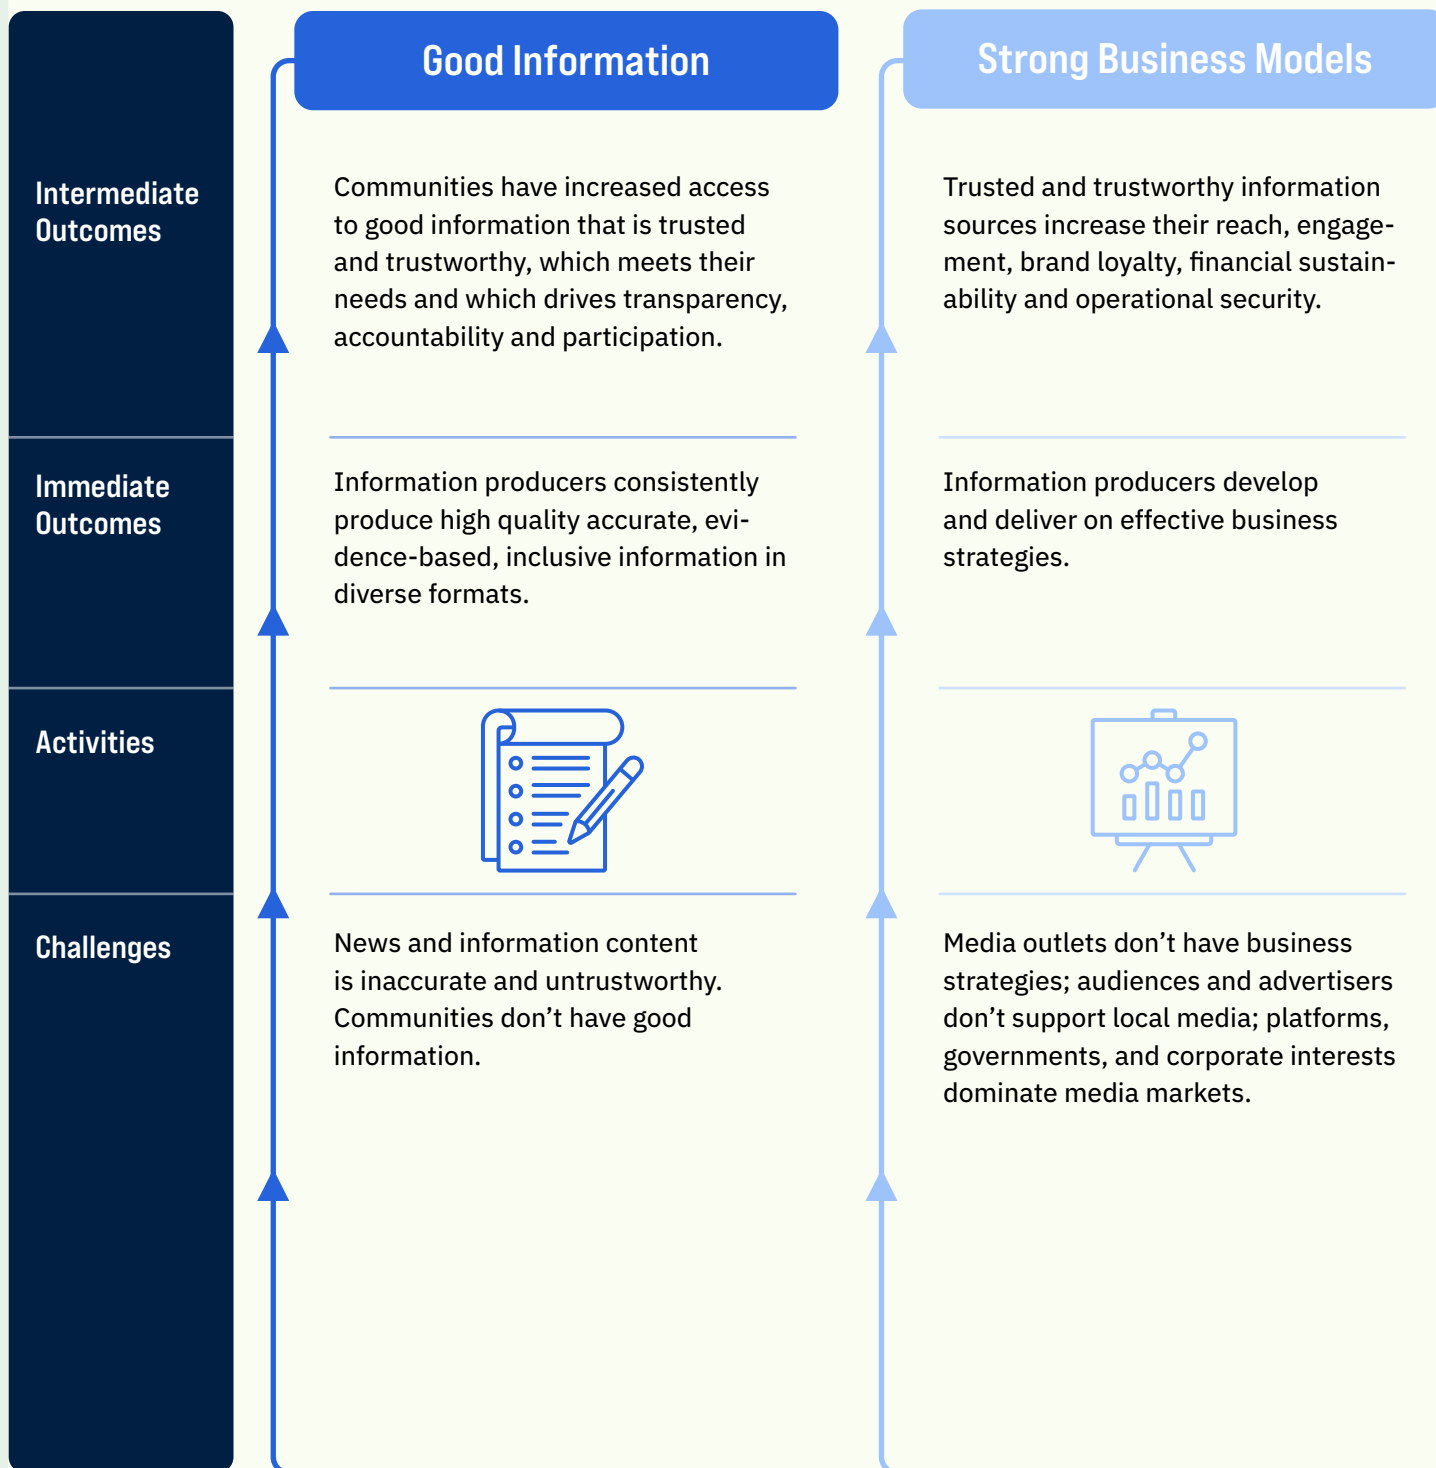 Good Information
Strong Business Models
Intermediate
Outcomes
Communities have increased access
to good information that is trusted
and trustworthy, which meets their
needs and which drives transparency,
accountability and participation.
Trusted and trustworthy information
sources increase their reach, engage-
ment, brand loyalty, financial sustain-
ability and operational security.
Immediate
Outcomes
Information producers consistently
produce high quality accurate, evi-
dence-based, inclusive information in
diverse formats.
Information producers develop
and deliver on effective business
strategies.
Activities
Challenges
News and information content
is inaccurate and untrustworthy.
Communities don’t have good
information.
Media outlets don’t have business
strategies; audiences and advertisers
don’t support local media; platforms,
governments, and corporate interests
dominate media markets.